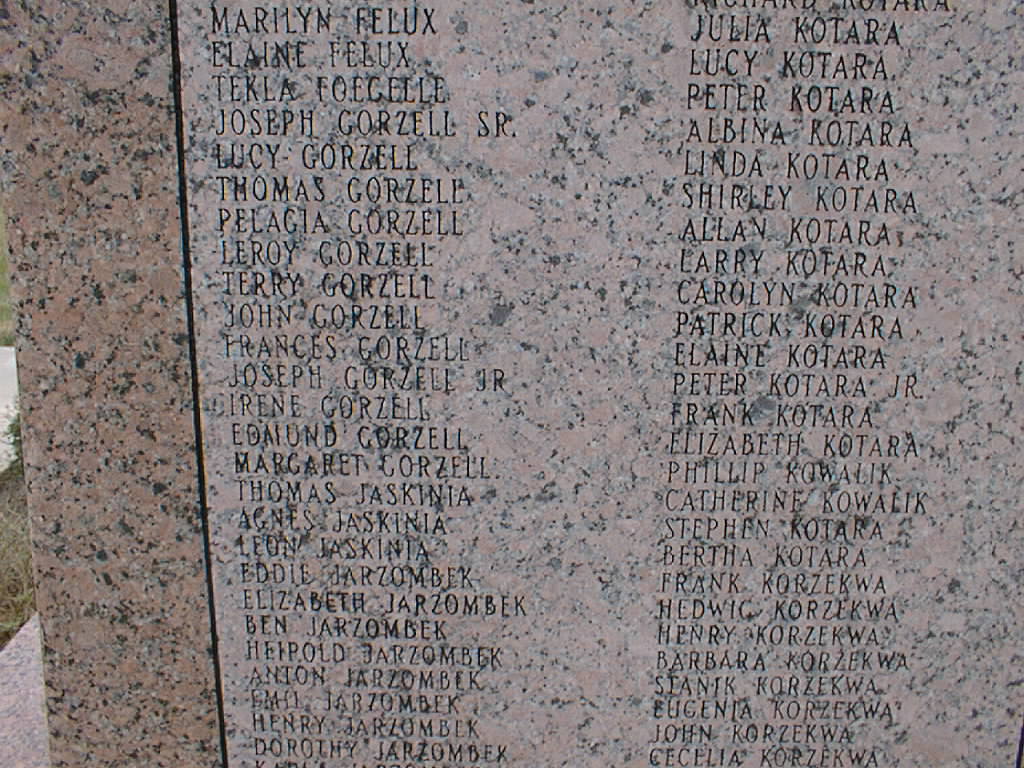 MARILYN FELUX
ELAINE FELUX
TEKLA FOEGELLE
JOSEPH GORZELL SR.
LUCY GORZELL
THOMAS GORZELL
PELAGIA GORZELL
LEROY GORZELL
TERRY GORZELL
JOHN GORZELL
FRANCES GORZELL
JOSEPH GORZELL JR
IRENE GORZELL
EDMUND GORZELL
MARGARET GORZELL.
THOMAS JASKINIA
AGNES JASKINIA
LEON JASKINIA
EDDIE JARZOMBEK
ELIZABETH JARZOMBEK
BEN JARZOMBEK
HEIPOLD JARZOMBEK
ANTON JARZOMBEK
EMIL JARZOMBEK
HENRY JARZOMBEK
DOROTHY JARZOMBEK
RICHARD KOTARA
JULIA KOTARA
LUCY KOTARA
PETER KOTARA
ALBINA KOTARA
LINDA KOTARA
SHIRLEY KOTARA
ALLAN KOTARA
LARRY KOTARA
CAROLYN KOTARA
PATRICK KOTARA
ELAINE KOTARA
PETER KOTARA JR.
FRANK KOTARA
ELIZABETH KOTARA
PHILLIP KOWALIK
CATHERINE KOWALIK
STEPHEN KOTARA
BERTHA KOTARA
FRANK KORZEKWA
HEDWIG KORZEKWA
HENRY KORZEKWA
BARBARA KORZEKWA
STANIK KORZEKWA
EUGENIA KORZEKWA
JOHN KORZEKWA
CECELIA KORZEKWA